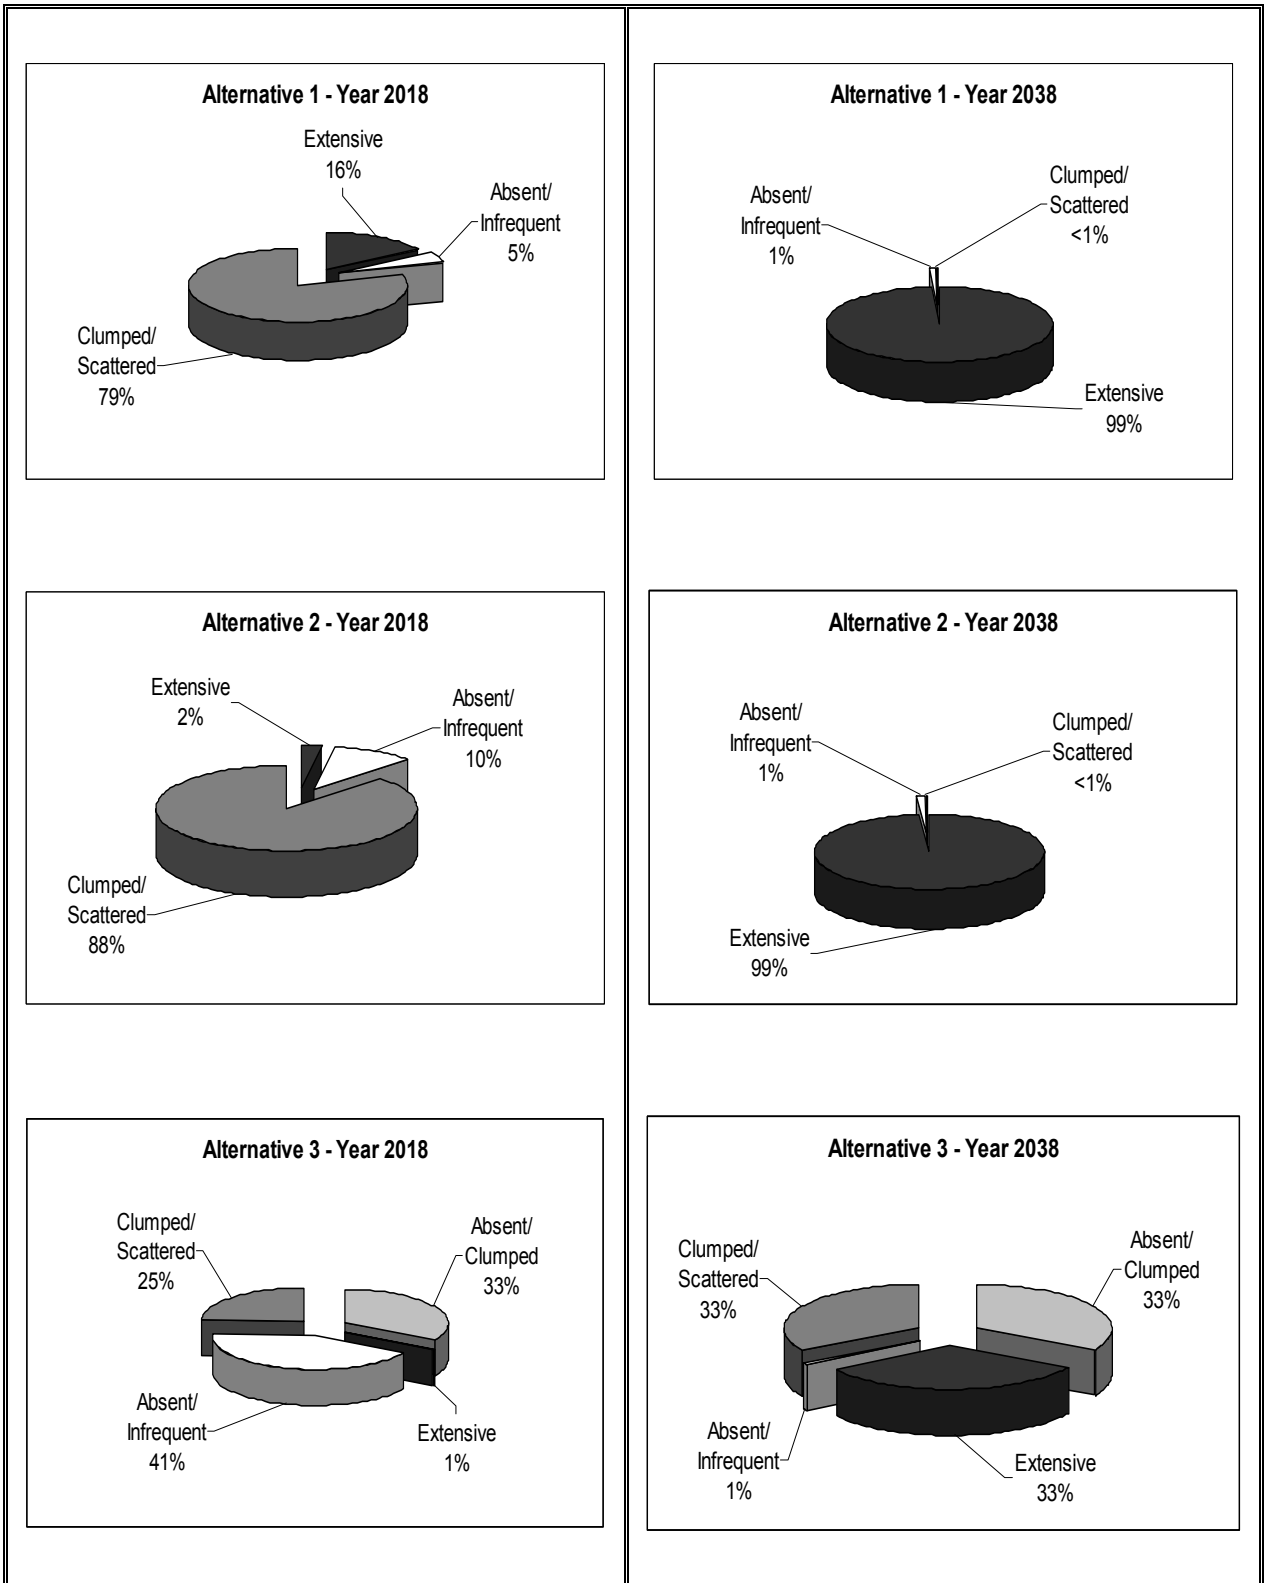 Alternative 1 - Year 2018
Extensive
16%
Absent/
Infrequent
5%
Clumped/
Scattered
79%
Alternative 1 - Year 2038
Absent/
Infrequent
1%
Clumped/
Scattered
<1%
Extensive
99%
Alternative 2 - Year 2018
Extensive
2%
Absent/
Infrequent
10%
Clumped/
Scattered
88%
Alternative 2 - Year 2038
Absent/
Infrequent
1%
Clumped/
Scattered
<1%
Extensive
99%
Alternative 3 - Year 2018
Clumped/
Scattered
25%
Absent/
Clumped
33%
Absent/
Infrequent
41%
Extensive
1%
Alternative 3 - Year 2038
Clumped/
Scattered
33%
Absent/
Clumped
33%
Absent/
Infrequent
1%
Extensive
33%